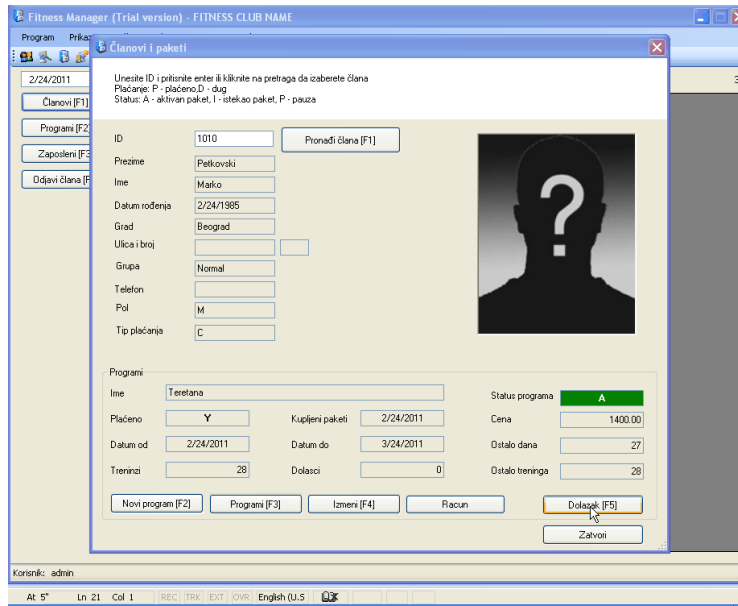 Fitness Manager (Trial version) - FITNESS CLUB NAME
Program Prikaz
2/24/2011
Članovi [F1]
Programi [F2]
Zaposleni [F3
Odjavi člana [F
Članovi i paketi
Unesite ID i pritisnite enter ili kliknite na pretraga da izaberete člana
Plaćanje: P - plaćeno,D - dug
Status: A - aktivan paket, I - istekao paket, P - pauza
ID 1010 Pronađi člana [F1]
Prezime Petkovski
Ime Marko
Datum rođenja 2/24/1985
Grad Beograd
Ulica i broj
Grupa Normal
Telefon
Pol M
Tip plaćanja C
?
Programi
Ime Teretana Status programa A
Plaćeno Y Kupljeni paketi 2/24/2011 Cena 1400.00
Datum od 2/24/2011 Datum do 3/24/2011 Ostalo dana 27
Treninzi 28 Dolasci 0 Ostalo treninga 28
Novi program [F2] Programi [F3] Izmeni [F4] Racun Dolazak [F5]
Zatvori
Korisnik: admin
At 5" Ln 21 Col 1 REC TRK EXT OVR English (U.S